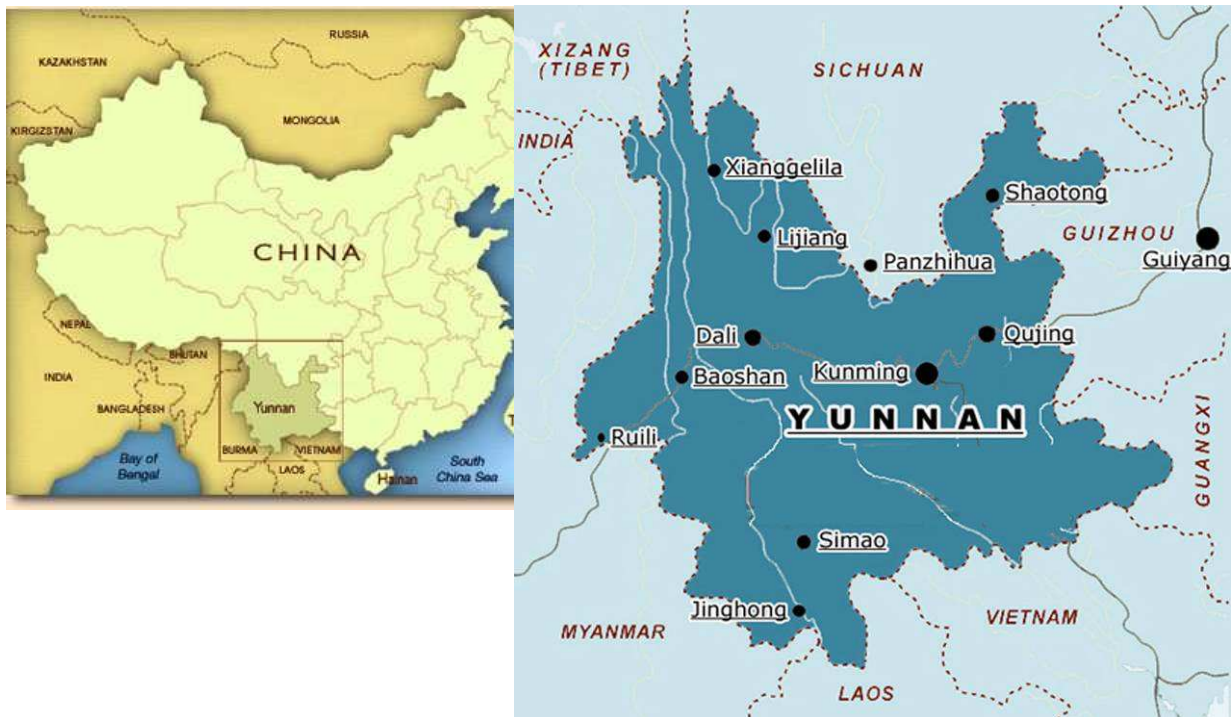 RUSSIA
KAZAKHSTAN
MONGOLIA
KIRGIZSTAN
CHINA
NEPAL
BHUTAN
INDIA
BANGLADESH
Yunnan
BURMA
VIETNAM
LAOS
Bay of
Bengal
Hainan
South
China Sea
T
XIZANG
(TIBET)
SICHUAN
INDIA
Xianggelila
Shaotong
Lijiang
GUIZHOU
Panzhihua
Guiyang
Dali
Qujing
Baoshan
Kunming
YUNNAN
Ruili
GUANGXI
Simao
Jinghong
MYANMAR
VIETNAM
LAOS